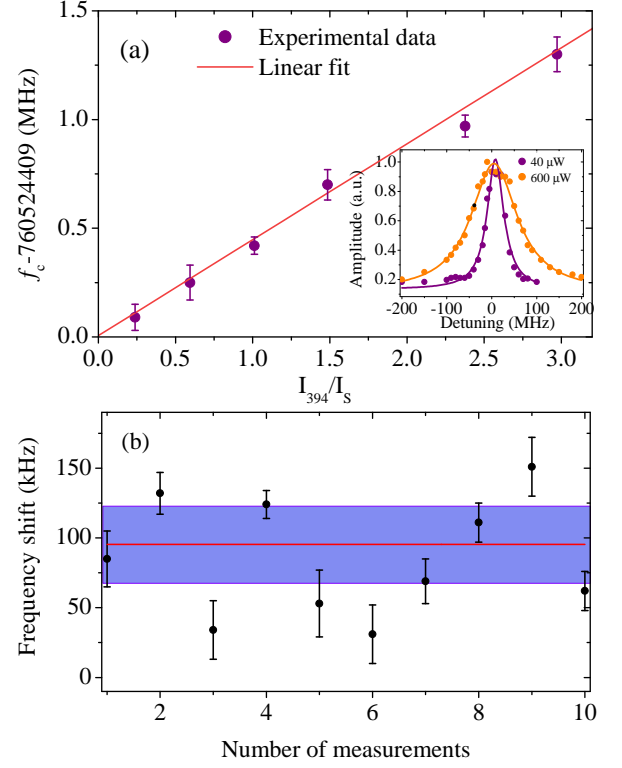 (a)
Experimental data
Linear fit
f_c-760524409 (MHz)
1.5
1.0
0.5
0.0
0.0 0.5 1.0 1.5 2.0 2.5 3.0
I_394/I_S
40 μW
600 μW
Amplitude (a.u.)
1.0
0.8
0.6
0.4
0.2
-200 -100 0 100 200
Detuning (MHz)
(b)
Frequency shift (kHz)
150
100
50
0
2 4 6 8 10
Number of measurements